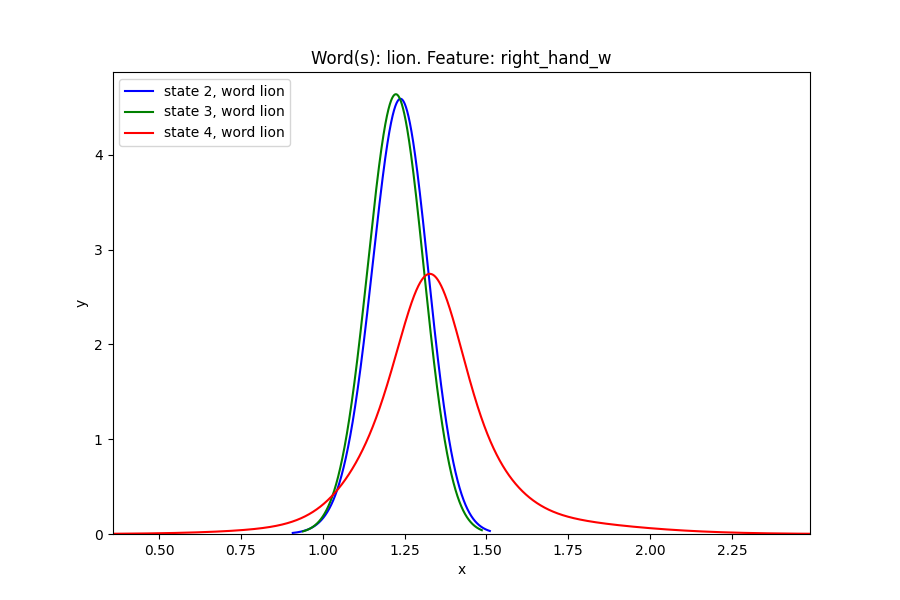 Word(s): lion. Feature: right_hand_w
state 2, word lion
state 3, word lion
state 4, word lion
4
3
2
1
0
y
0.50 0.75 1.00 1.25 1.50 1.75 2.00 2.25
x